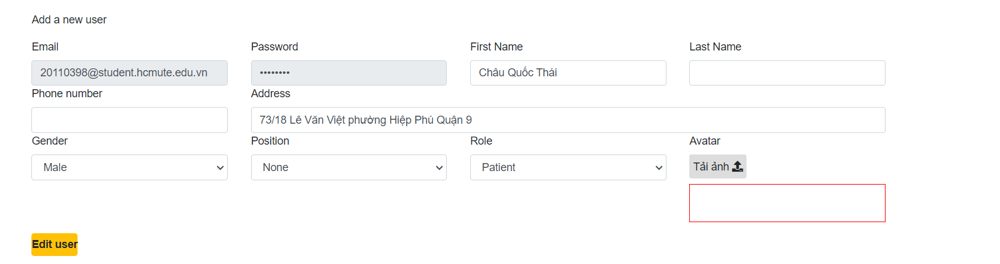 Add a new user
Email Password First Name Last Name
20110398@student.hcmute.edu.vn •••••••• Châu Quốc Thái
Phone number Address
73/18 Lê Văn Việt phường Hiệp Phú Quận 9
Gender Position Role Avatar
Male None Patient Tải ảnh
Edit user